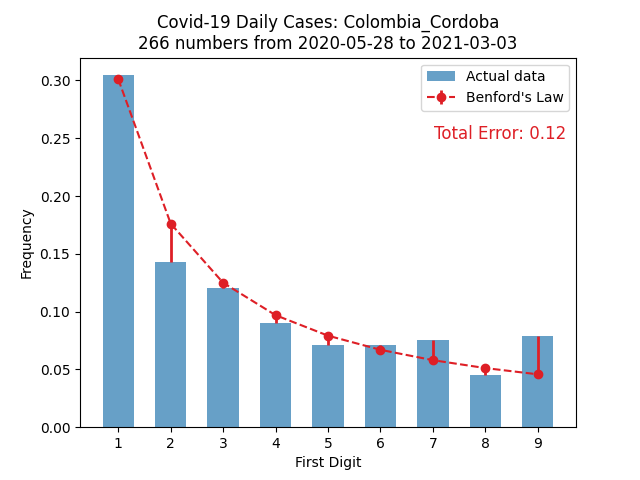 Covid-19 Daily Cases: Colombia_Cordoba
266 numbers from 2020-05-28 to 2021-03-03
Actual data
Benford's Law
Total Error: 0.12
Frequency
0.30
0.25
0.20
0.15
0.10
0.05
0.00
1 2 3 4 5 6 7 8 9
First Digit